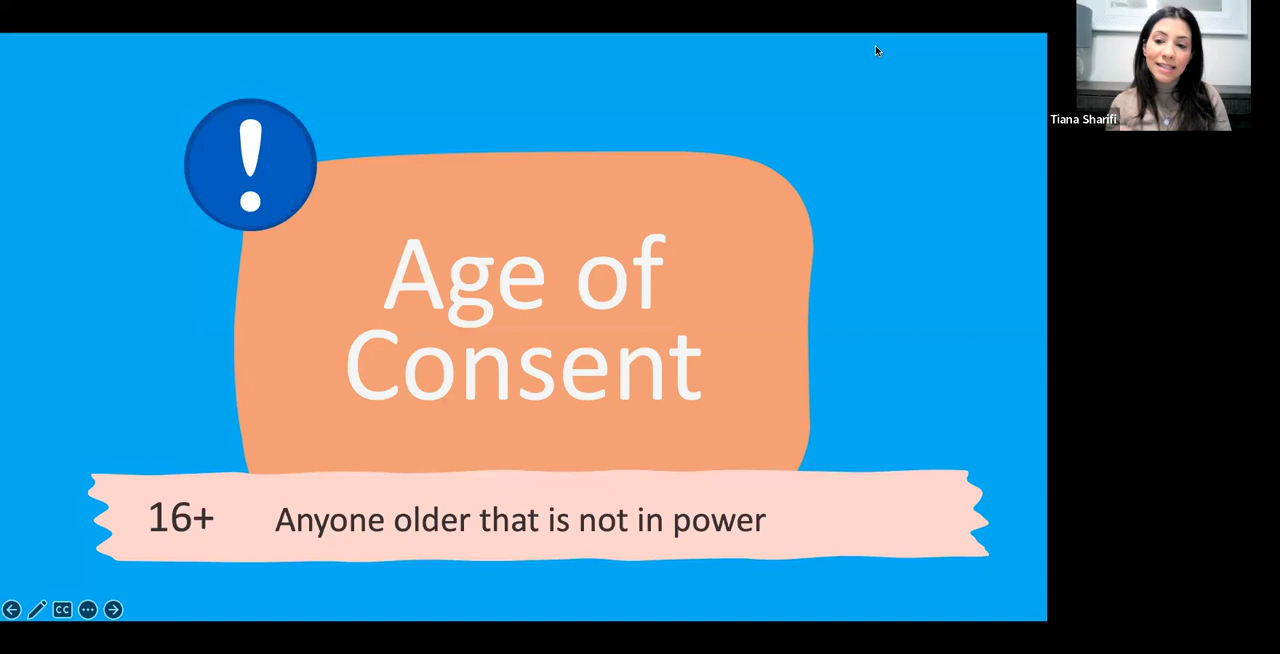 !
Age of
Consent
16+ Anyone older that is not in power
CC
Tiana Sharifi